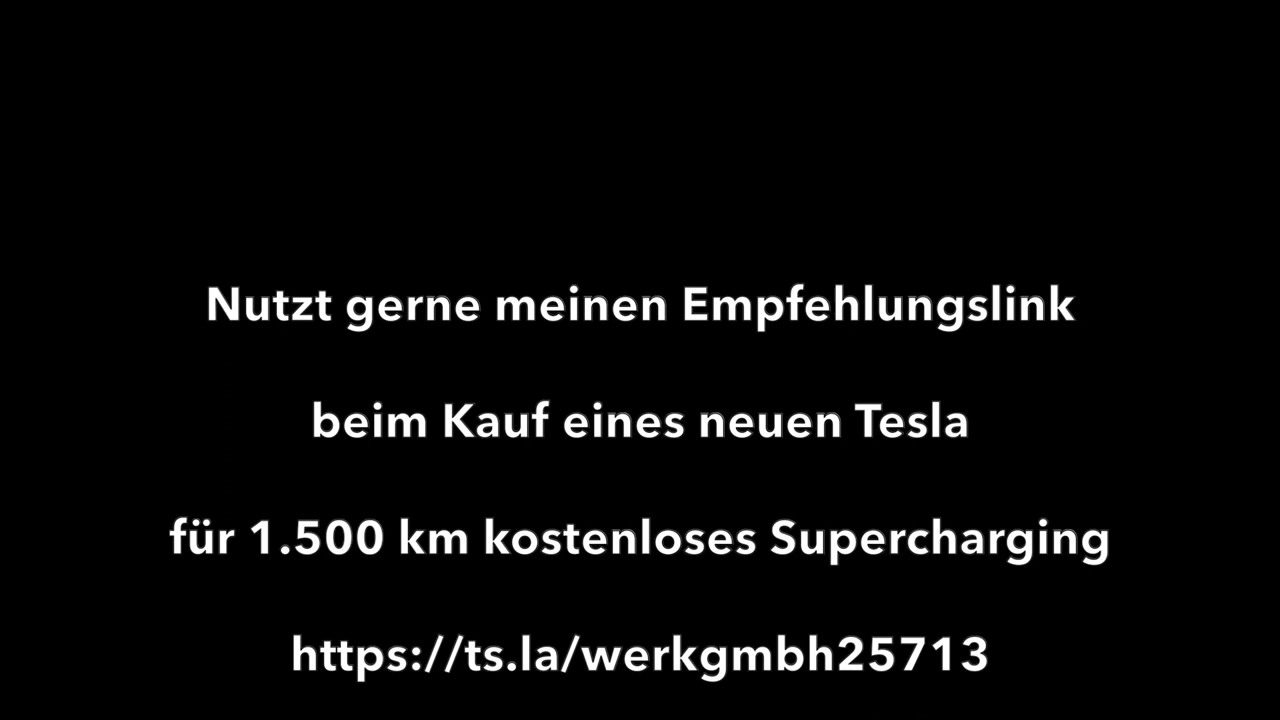 Nutzt gerne meinen Empfehlungslink
beim Kauf eines neuen Tesla
für 1.500 km kostenloses Supercharging
https://ts.la/werkgmbh25713